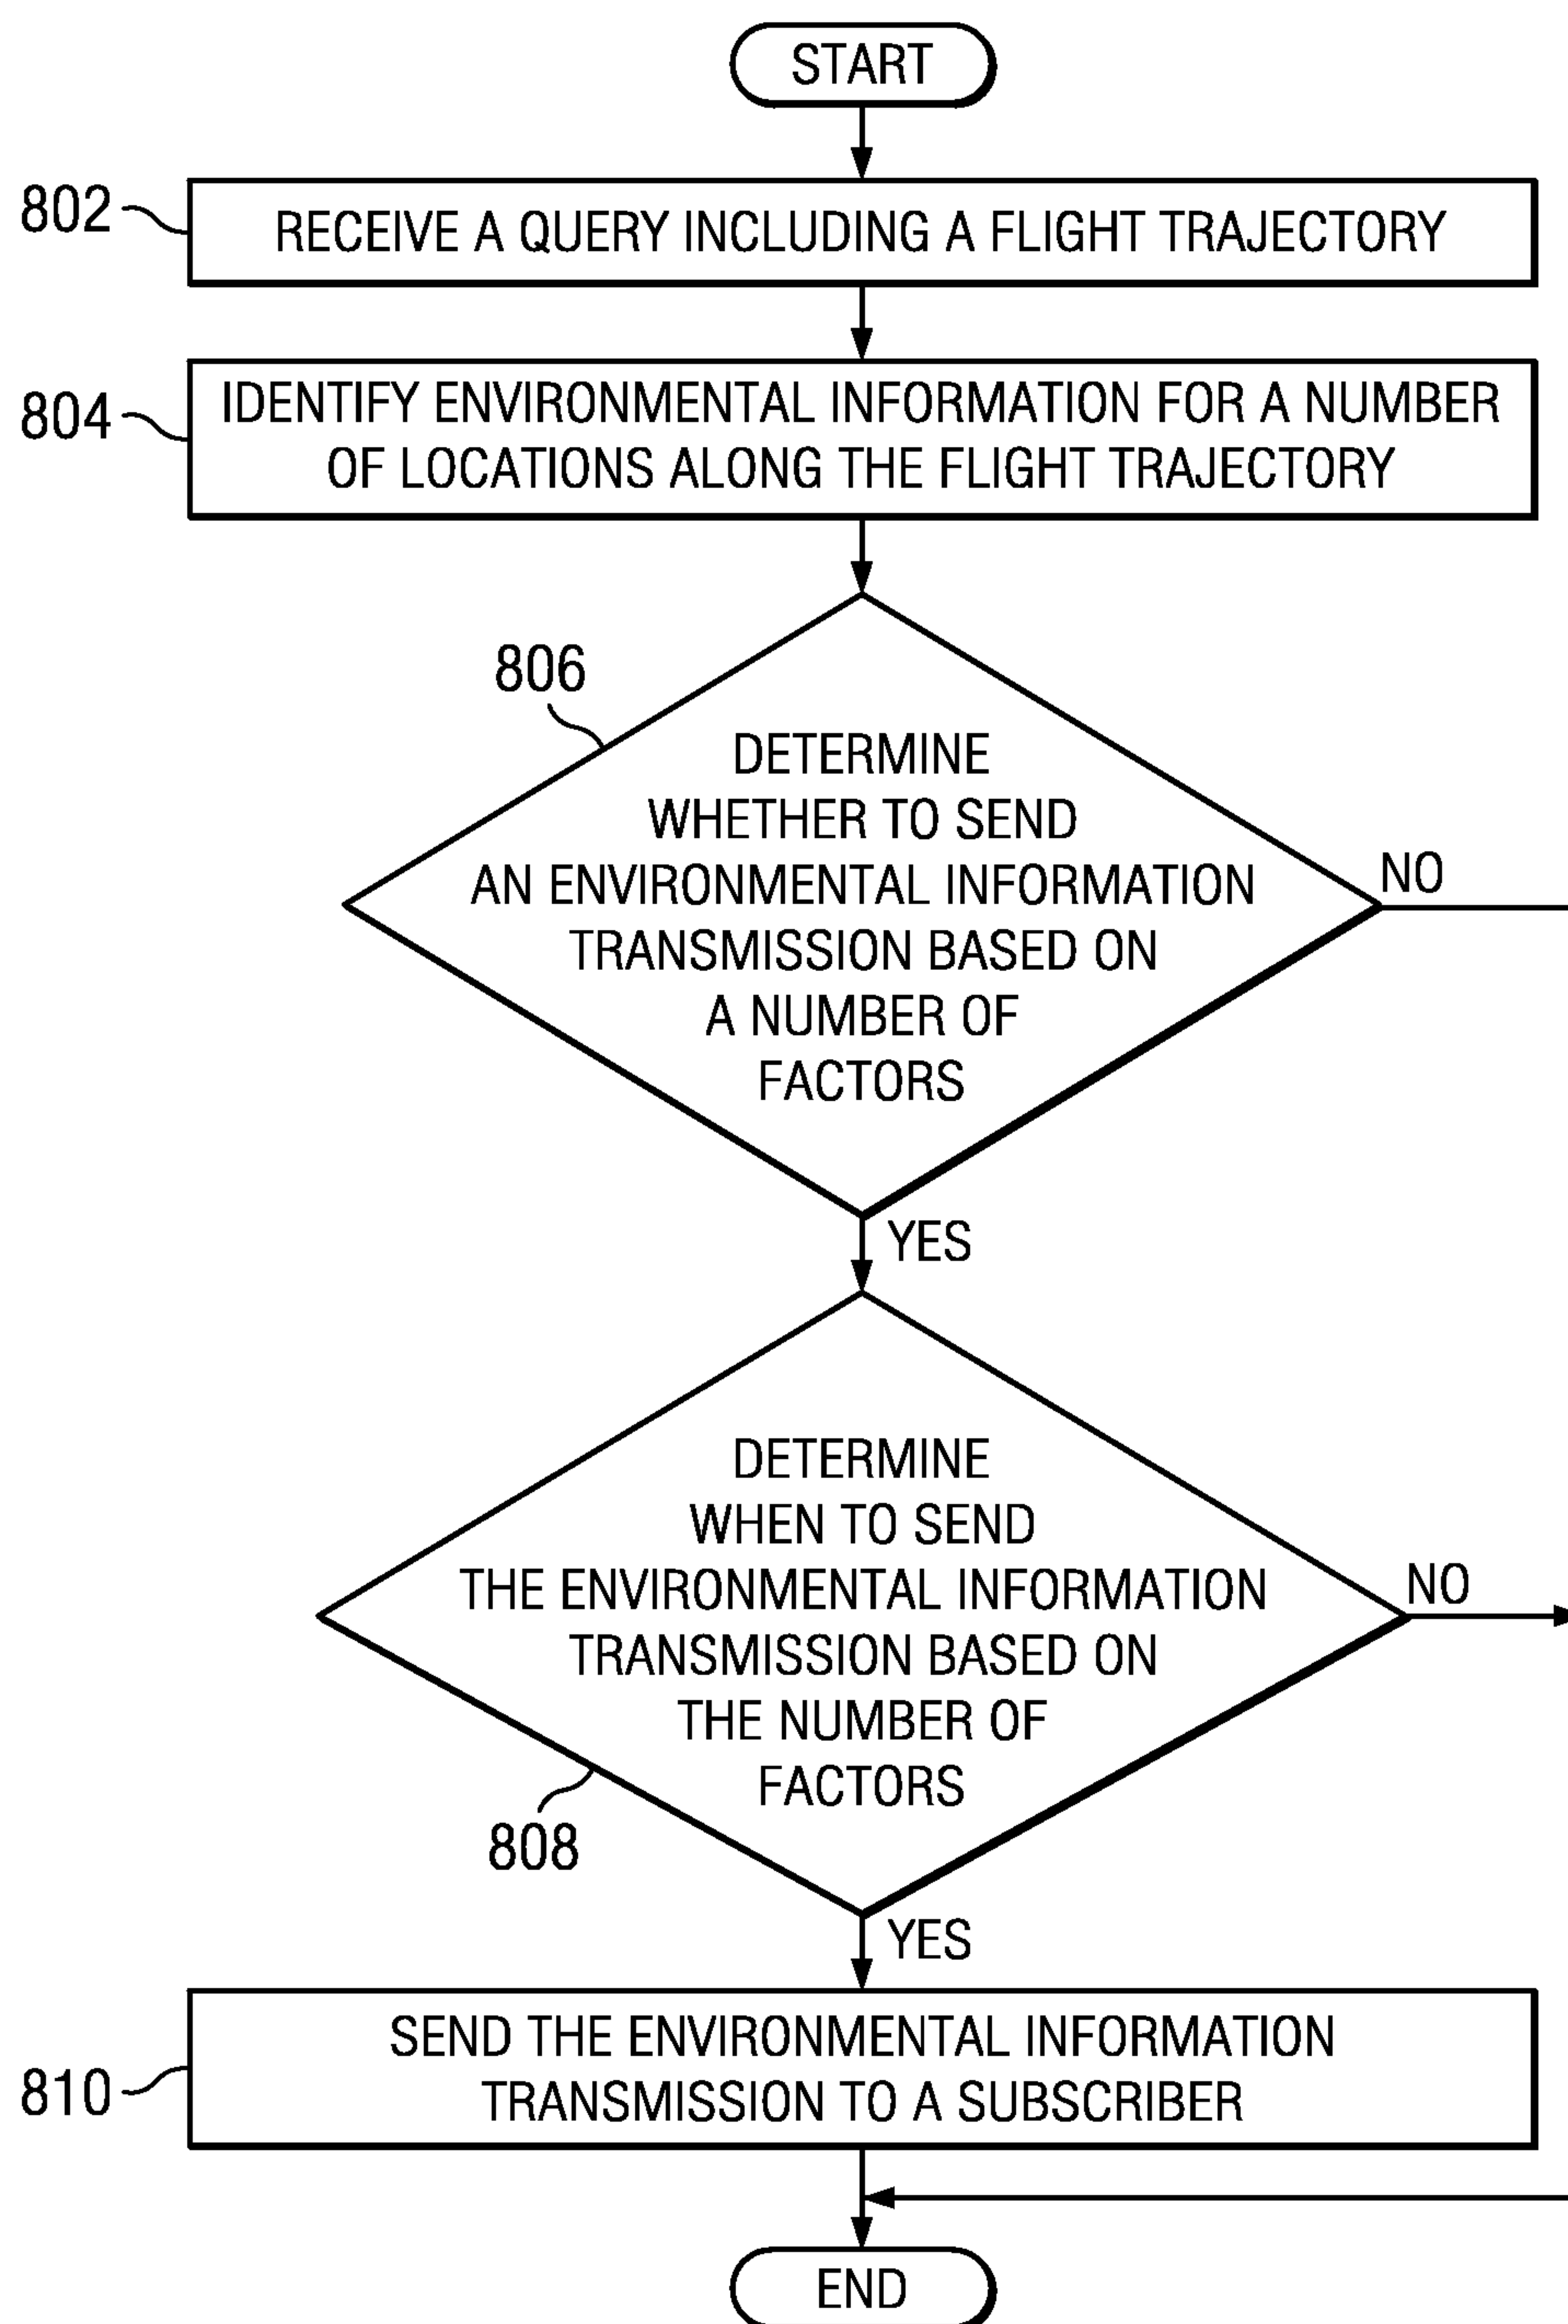 START
802
RECEIVE A QUERY INCLUDING A FLIGHT TRAJECTORY
804
IDENTIFY ENVIRONMENTAL INFORMATION FOR A NUMBER
OF LOCATIONS ALONG THE FLIGHT TRAJECTORY
806
DETERMINE
WHETHER TO SEND
AN ENVIRONMENTAL INFORMATION
TRANSMISSION BASED ON
A NUMBER OF
FACTORS
NO
YES
DETERMINE
WHEN TO SEND
THE ENVIRONMENTAL INFORMATION
TRANSMISSION BASED ON
THE NUMBER OF
FACTORS
NO
808
YES
810
SEND THE ENVIRONMENTAL INFORMATION
TRANSMISSION TO A SUBSCRIBER
END